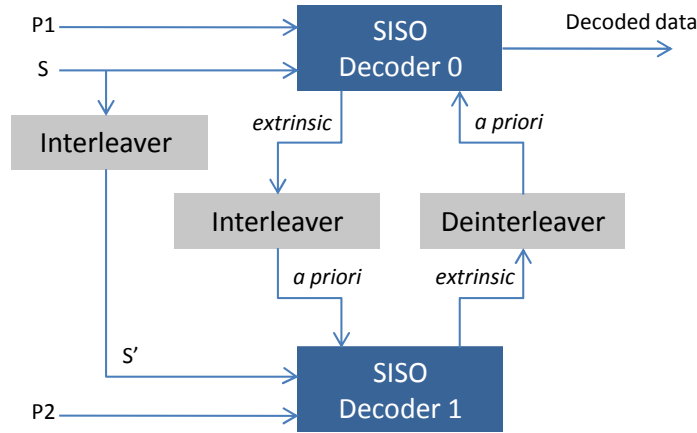 P1
SISO
Decoder 0
Decoded data
S
extrinsic
a priori
Interleaver
Interleaver
Deinterleaver
a priori
extrinsic
S’
SISO
Decoder 1
P2